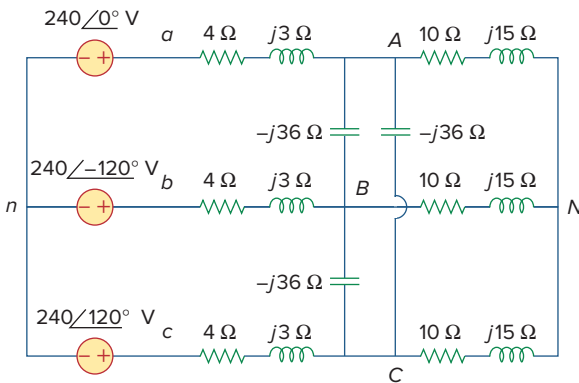 240/0° V
a
4 Ω
j3 Ω
A
10 Ω
j15 Ω
− +
−j36 Ω
−j36 Ω
240/−120° V
b
4 Ω
j3 Ω
B
10 Ω
j15 Ω
n
− +
N
−j36 Ω
240/120° V
c
4 Ω
j3 Ω
10 Ω
j15 Ω
− +
C